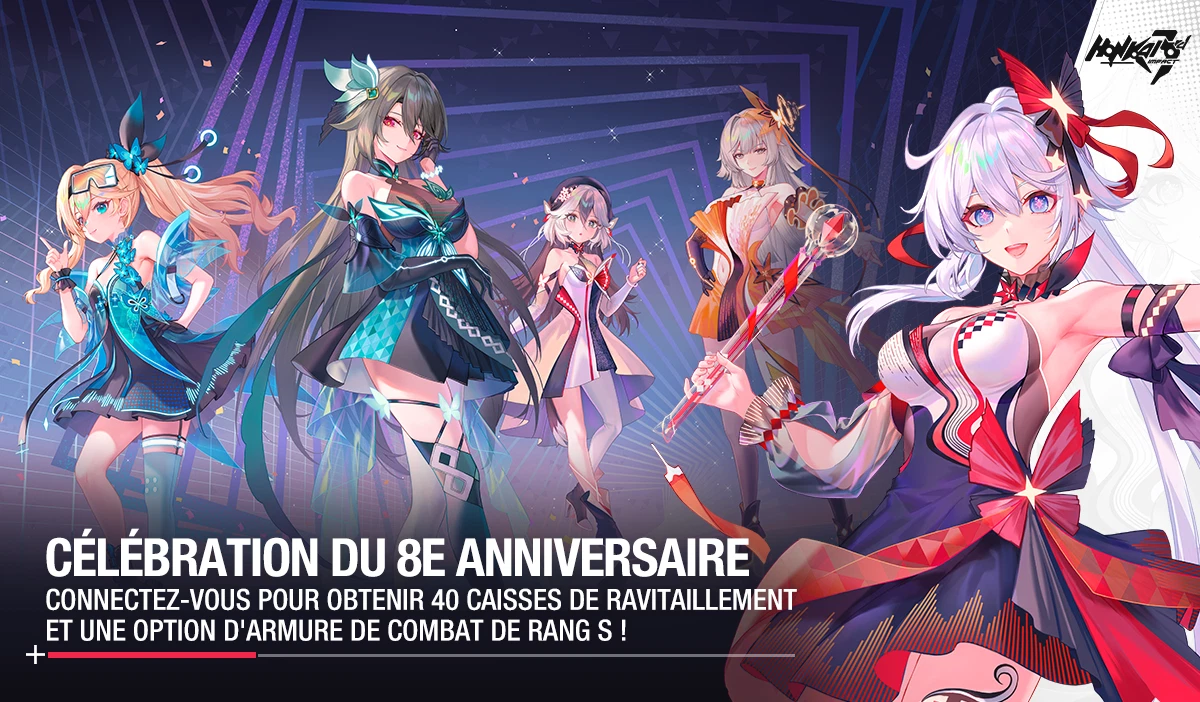 HONKAI 3rd
IMPACT
CÉLÉBRATION DU 8E ANNIVERSAIRE
CONNECTEZ-VOUS POUR OBTENIR 40 CAISSES DE RAVITAILLEMENT
ET UNE OPTION D'ARMURE DE COMBAT DE RANG S !